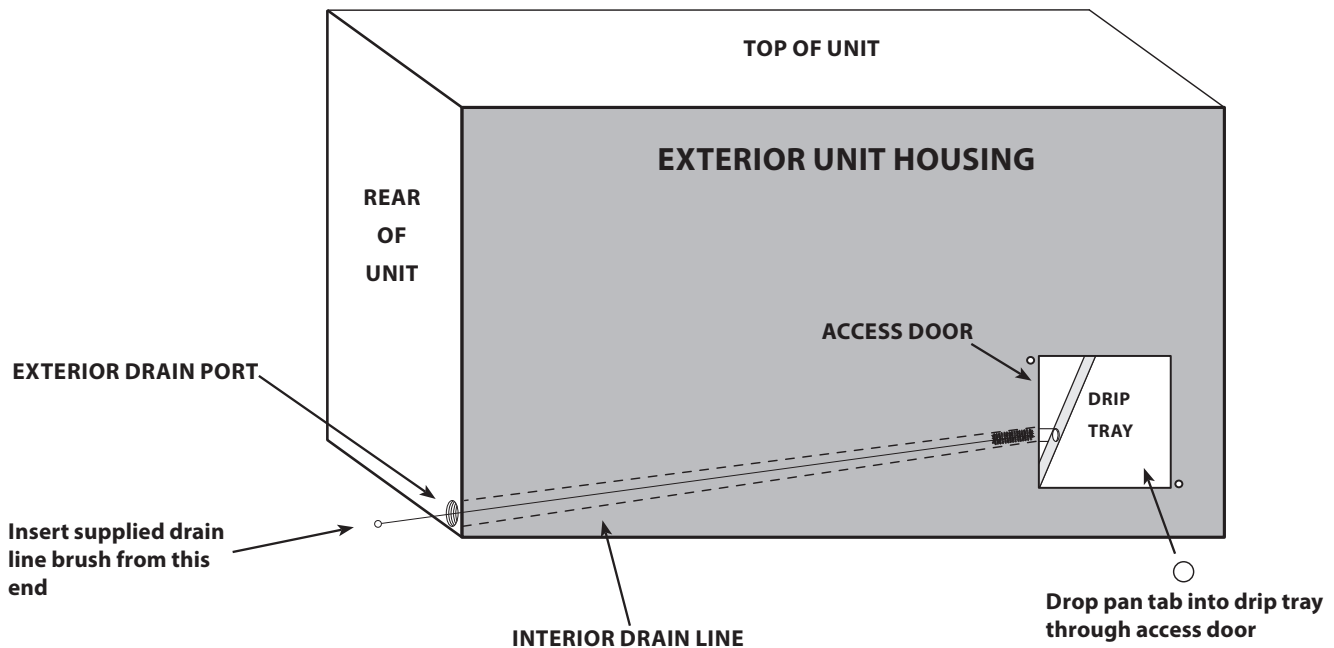 TOP OF UNIT
EXTERIOR UNIT HOUSING
REAR
OF
UNIT
ACCESS DOOR
EXTERIOR DRAIN PORT
DRIP
TRAY
Insert supplied drain
line brush from this
end
Drop pan tab into drip tray
through access door
INTERIOR DRAIN LINE